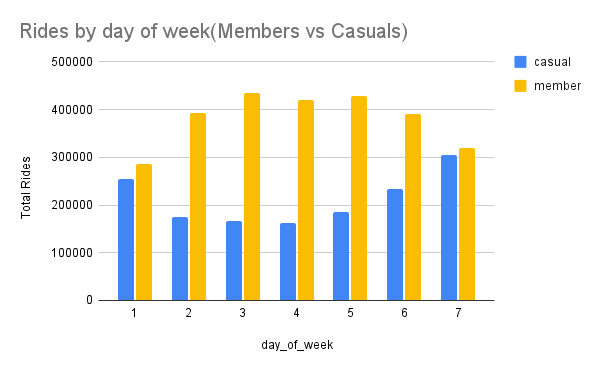 Rides by day of week(Members vs Casuals)
casual
member
500000
400000
300000
200000
100000
0
Total Rides
1 2 3 4 5 6 7
day_of_week